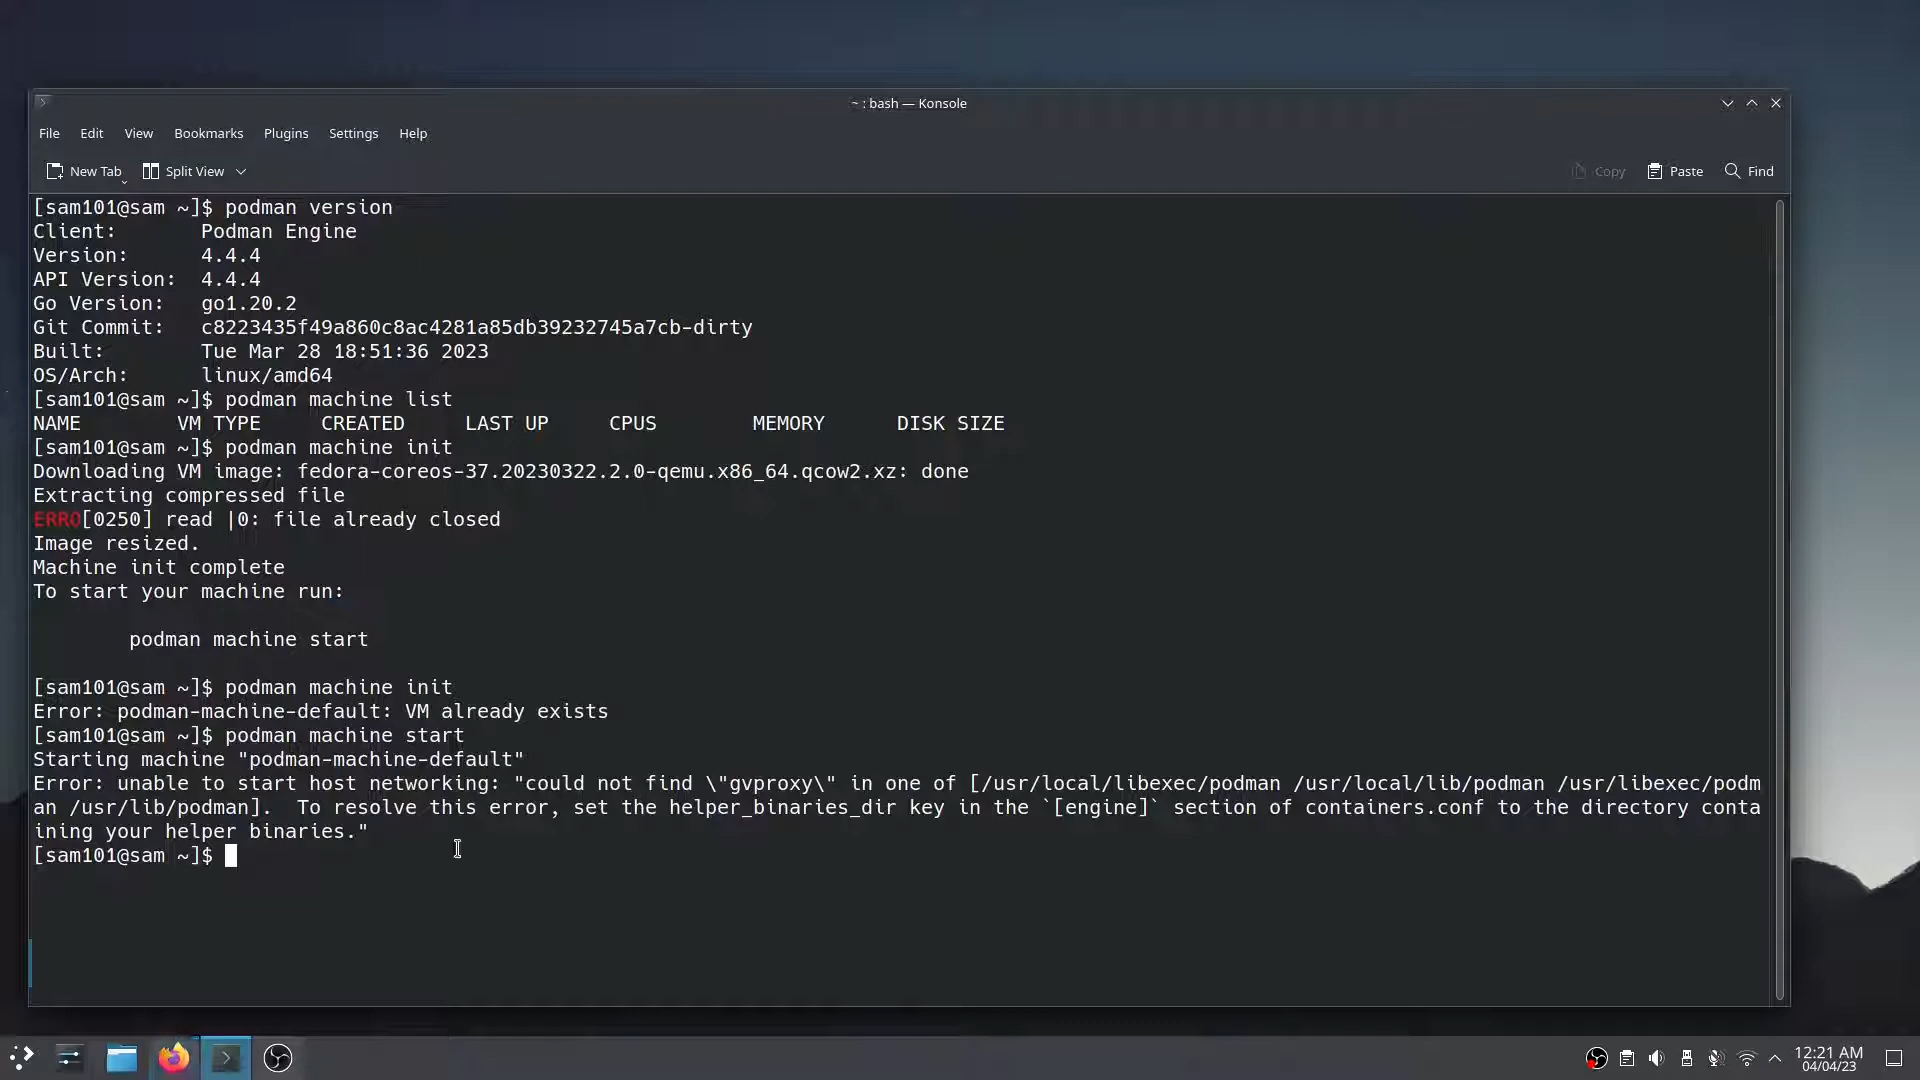 ~ : bash — Konsole
File Edit View Bookmarks Plugins Settings Help
New Tab Split View Copy Paste Find
[sam101@sam ~]$ podman version
Client:       Podman Engine
Version:      4.4.4
API Version:  4.4.4
Go Version:   go1.20.2
Git Commit:   c8223435f49a860c8ac4281a85db39232745a7cb-dirty
Built:        Tue Mar 28 18:51:36 2023
OS/Arch:      linux/amd64
[sam101@sam ~]$ podman machine list
NAME        VM TYPE     CREATED     LAST UP     CPUS        MEMORY      DISK SIZE
[sam101@sam ~]$ podman machine init
Downloading VM image: fedora-coreos-37.20230322.2.0-qemu.x86_64.qcow2.xz: done
Extracting compressed file
ERRO[0250] read |0: file already closed
Image resized.
Machine init complete
To start your machine run:
        podman machine start
[sam101@sam ~]$ podman machine init
Error: podman-machine-default: VM already exists
[sam101@sam ~]$ podman machine start
Starting machine "podman-machine-default"
Error: unable to start host networking: "could not find \"gvproxy\" in one of [/usr/local/libexec/podman /usr/local/lib/podman /usr/libexec/podm
an /usr/lib/podman].  To resolve this error, set the helper_binaries_dir key in the `[engine]` section of containers.conf to the directory conta
ining your helper binaries."
[sam101@sam ~]$
12:21 AM
04/04/23